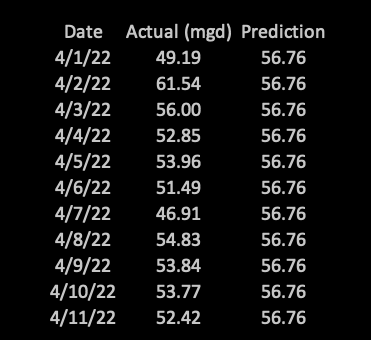 Date Actual (mgd) Prediction
4/1/22 49.19 56.76
4/2/22 61.54 56.76
4/3/22 56.00 56.76
4/4/22 52.85 56.76
4/5/22 53.96 56.76
4/6/22 51.49 56.76
4/7/22 46.91 56.76
4/8/22 54.83 56.76
4/9/22 53.84 56.76
4/10/22 53.77 56.76
4/11/22 52.42 56.76